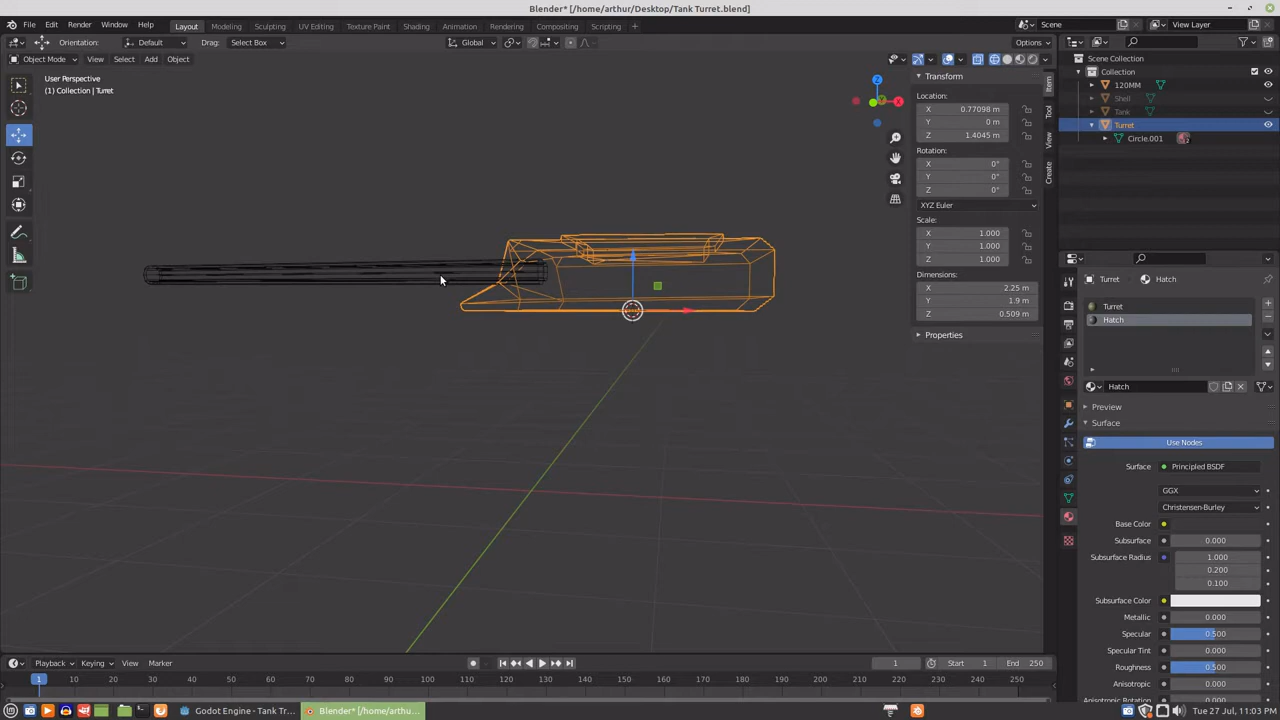 Blender* [/home/arthur/Desktop/Tank Turret.blend]
File Edit Render Window Help Layout Modeling Sculpting UV Editing Texture Paint Shading Animation Rendering Compositing Scripting + Scene View Layer
Orientation: Default Drag: Select Box Global Options
Object Mode View Select Add Object
User Perspective
(1) Collection | Turret
Z
X
Transform
Location:
X 0.77098 m
Y 0 m
Z 1.4045 m
Rotation:
X 0°
Y 0°
Z 0°
XYZ Euler
Scale:
X 1.000
Y 1.000
Z 1.000
Dimensions:
X 2.25 m
Y 1.9 m
Z 0.509 m
Properties
Item
Tool
View
Create
Scene Collection
Collection
120MM
Shell
Tank
Turret
Circle.001
Turret Hatch
Turret
Hatch
Hatch
Preview
Surface
Use Nodes
Surface Principled BSDF
GGX
Christensen-Burley
Base Color
Subsurface 0.000
Subsurface Radius 1.000
0.200
0.100
Subsurface Color
Metallic 0.000
Specular 0.500
Specular Tint 0.000
Roughness 0.500
Anisotropic 0.000
Anisotropic Rotation
Playback Keying View Marker 1 Start 1 End 250
1 10 20 30 40 50 60 70 80 90 100 110 120 130 140 150 160 170 180 190 200 210 220 230 240 250
Godot Engine - Tank Tr... Blender* [/home/arthu... Tue 27 Jul, 11:03 PM